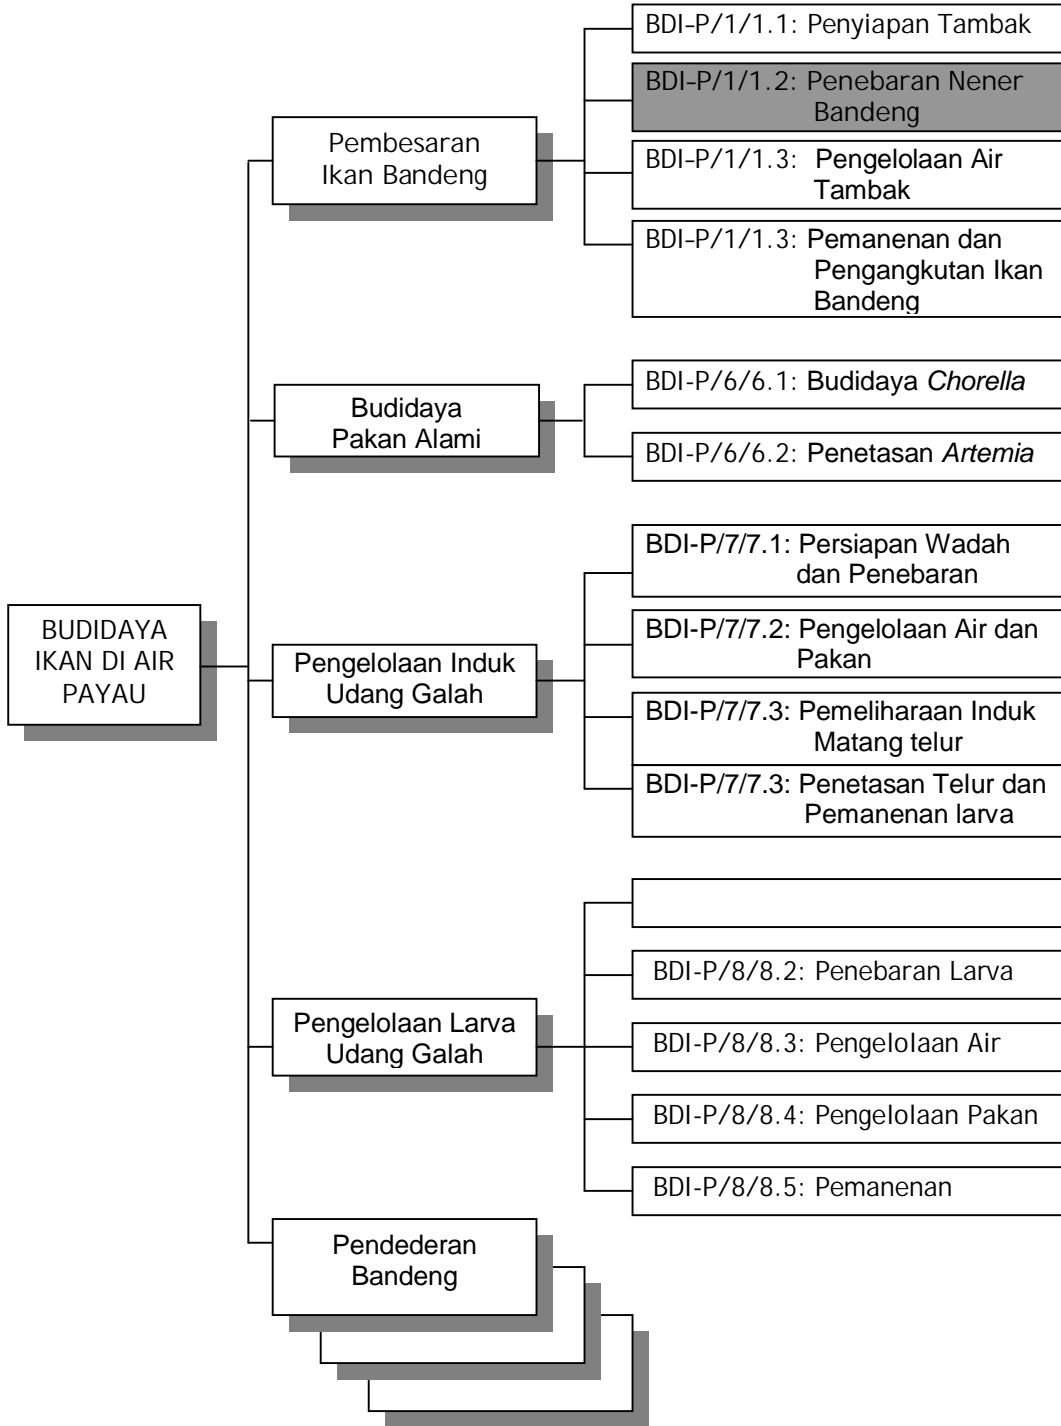 BUDIDAYA
IKAN DI AIR
PAYAU
Pembesaran
Ikan Bandeng
BDI-P/1/1.1: Penyiapan Tambak
BDI-P/1/1.2: Penebaran Nener
Bandeng
BDI-P/1/1.3: Pengelolaan Air
Tambak
BDI-P/1/1.3: Pemanenan dan
Pengangkutan Ikan
Bandeng
Budidaya
Pakan Alami
BDI-P/6/6.1: Budidaya Chorella
BDI-P/6/6.2: Penetasan Artemia
Pengelolaan Induk
Udang Galah
BDI-P/7/7.1: Persiapan Wadah
dan Penebaran
BDI-P/7/7.2: Pengelolaan Air dan
Pakan
BDI-P/7/7.3: Pemeliharaan Induk
Matang telur
BDI-P/7/7.3: Penetasan Telur dan
Pemanenan larva
Pengelolaan Larva
Udang Galah
BDI-P/8/8.2: Penebaran Larva
BDI-P/8/8.3: Pengelolaan Air
BDI-P/8/8.4: Pengelolaan Pakan
BDI-P/8/8.5: Pemanenan
Pendederan
Bandeng